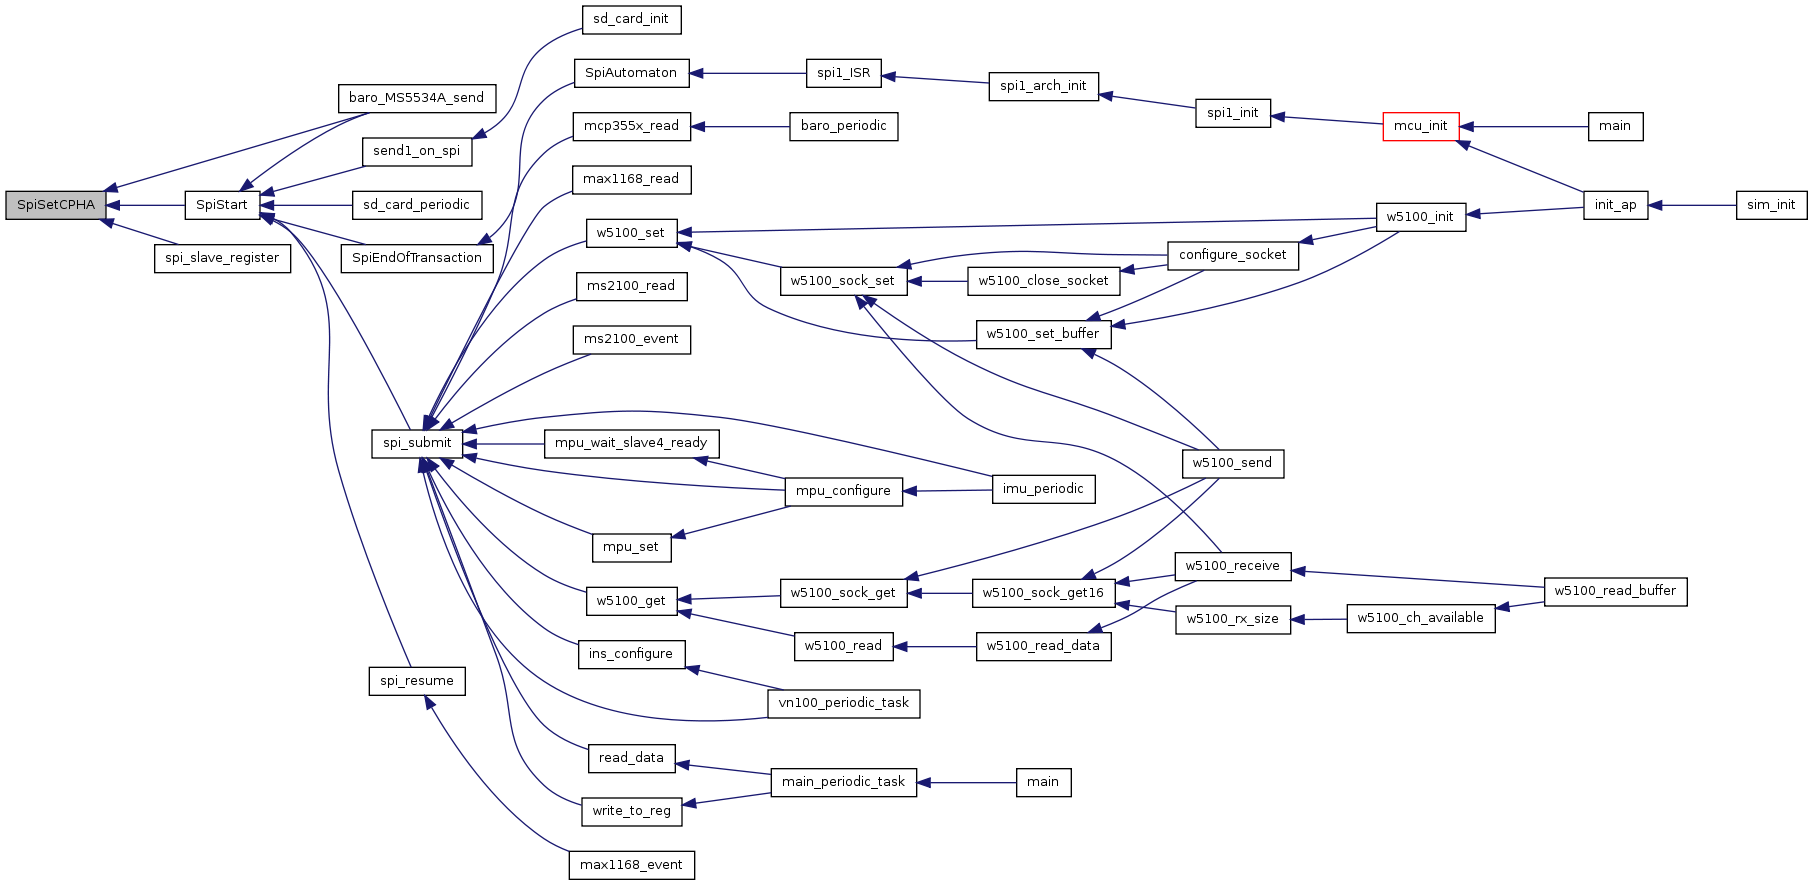 sd_card_init
SpiAutomaton
spi1_ISR
spi1_arch_init
baro_MS5534A_send
spi1_init
mcp355x_read
baro_periodic
mcu_init
main
send1_on_spi
max1168_read
SpiSetCPHA
SpiStart
sd_card_periodic
init_ap
sim_init
w5100_set
w5100_init
spi_slave_register
SpiEndOfTransaction
configure_socket
ms2100_read
w5100_sock_set
w5100_close_socket
ms2100_event
w5100_set_buffer
spi_submit
mpu_wait_slave4_ready
w5100_send
mpu_configure
imu_periodic
mpu_set
w5100_receive
w5100_get
w5100_sock_get
w5100_sock_get16
w5100_read_buffer
w5100_rx_size
w5100_ch_available
ins_configure
w5100_read
w5100_read_data
spi_resume
vn100_periodic_task
read_data
main_periodic_task
main
write_to_reg
max1168_event